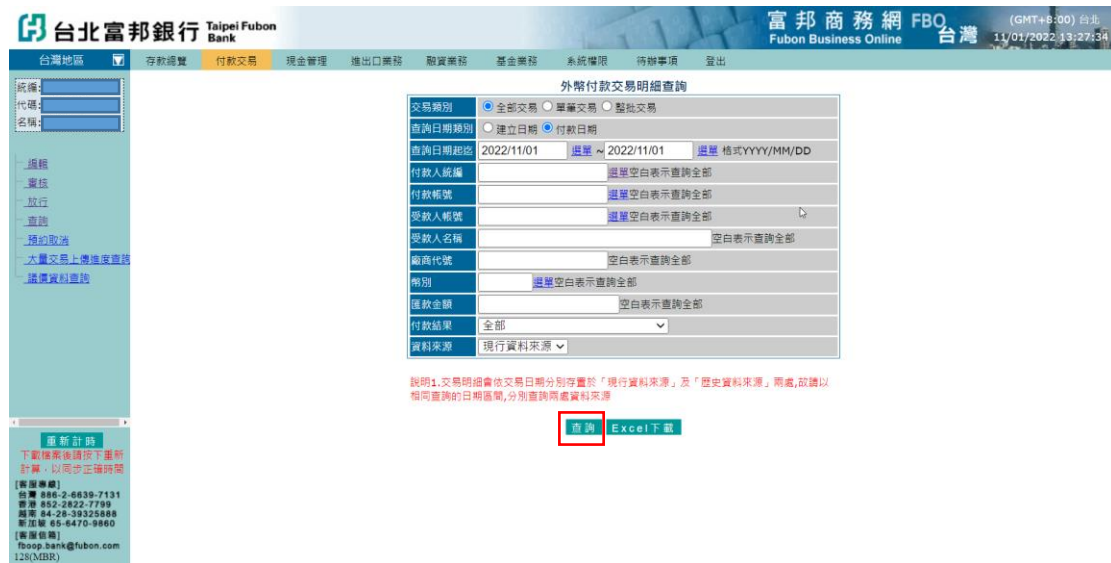 台北富邦銀行 Taipei Fubon Bank
富邦商務網 FBO 台灣
Fubon Business Online
(GMT+8:00) 台北
11/01/2022 13:27:34
台灣地區 存款總覽 付款交易 現金管理 進出口業務 融資業務 基金業務 系統權限 待辦事項 登出
統編:
代碼:
名稱:
編輯
審核
放行
查詢
預約取消
大量交易上傳進度查詢
議價資料查詢
外幣付款交易明細查詢
交易類別 全部交易 單筆交易 整批交易
查詢日期類別 建立日期 付款日期
查詢日期起迄 2022/11/01 選單 ~ 2022/11/01 選單 格式YYYY/MM/DD
付款人統編 選單空白表示查詢全部
付款帳號 選單空白表示查詢全部
受款人帳號 選單空白表示查詢全部
受款人名稱 空白表示查詢全部
廠商代號 空白表示查詢全部
幣別 選單空白表示查詢全部
匯款金額 空白表示查詢全部
付款結果 全部
資料來源 現行資料來源
說明1.交易明細會依交易日期分別存置於「現行資料來源」及「歷史資料來源」兩處,故請以
相同查詢的日期區間,分別查詢兩處資料來源
查詢 Excel下載
重新計時
下載檔案後請按下重新
計算，以同步正確時間
[客服專線]
台灣 886-2-6639-7131
香港 852-2822-7799
越南 84-28-39325888
新加坡 65-6470-9860
[客服信箱]
fboop.bank@fubon.com
128(MBR)